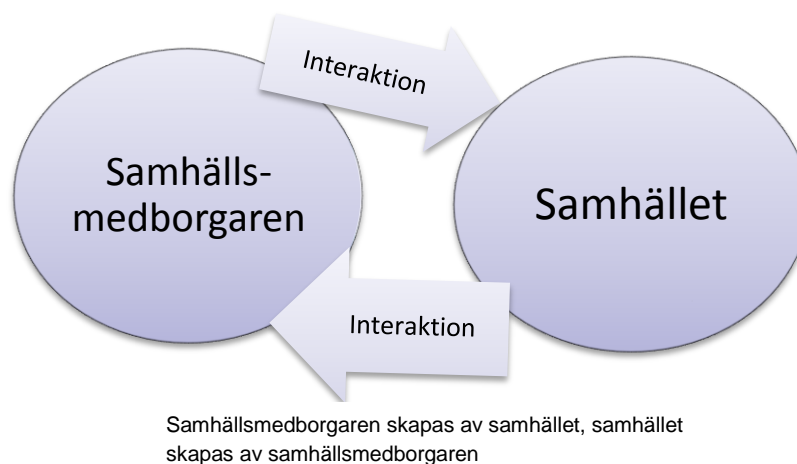 Interaktion
Samhälls-
medborgaren
Samhället
Interaktion
Samhällsmedborgaren skapas av samhället, samhället
skapas av samhällsmedborgaren